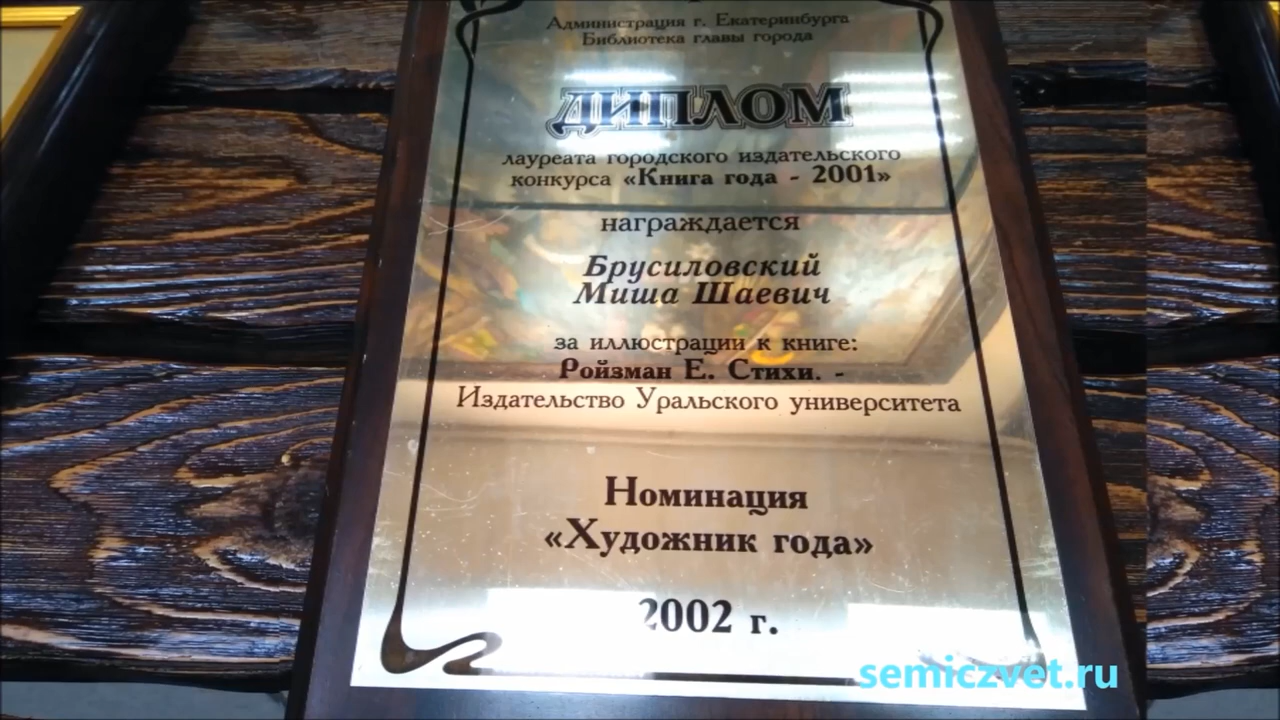 Администрация г. Екатеринбурга
Библиотека главы города
ДИПЛОМ
лауреата городского издательского
конкурса «Книга года - 2001»
награждается
Брусиловский
Миша Шаевич
за иллюстрации к книге:
Ройзман Е. Стихи. -
Издательство Уральского университета
Номинация
«Художник года»
2002 г.
semiczvet.ru